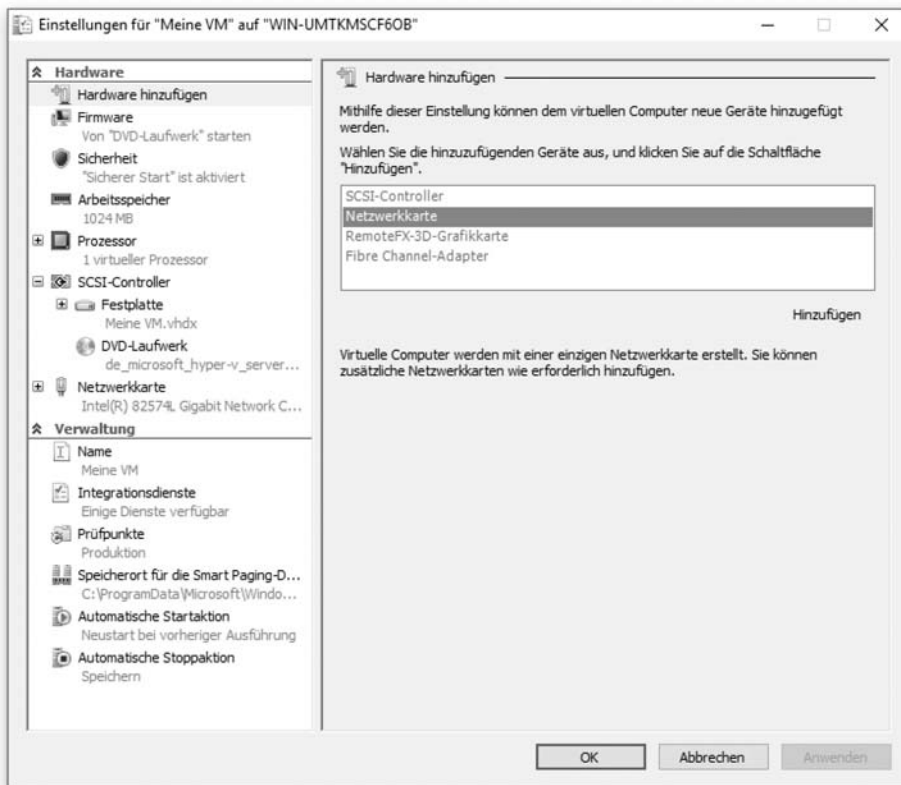 Einstellungen für "Meine VM" auf "WIN-UMTKMSCF6OB"
Hardware
Hardware hinzufügen
Firmware
Von "DVD-Laufwerk" starten
Sicherheit
"Sicherer Start" ist aktiviert
Arbeitsspeicher
1024 MB
Prozessor
1 virtueller Prozessor
SCSI-Controller
Festplatte
Meine VM.vhdx
DVD-Laufwerk
de_microsoft_hyper-v_server...
Netzwerkkarte
Intel(R) 82574L Gigabit Network C...
Verwaltung
Name
Meine VM
Integrationsdienste
Einige Dienste verfügbar
Prüfpunkte
Produktion
Speicherort für die Smart Paging-D...
C:\ProgramData\Microsoft\Windo...
Automatische Startaktion
Neustart bei vorheriger Ausführung
Automatische Stoppaktion
Speichern
Hardware hinzufügen
Mithilfe dieser Einstellung können dem virtuellen Computer neue Geräte hinzugefügt
werden.
Wählen Sie die hinzuzufügenden Geräte aus, und klicken Sie auf die Schaltfläche
"Hinzufügen".
SCSI-Controller
Netzwerkkarte
RemoteFX-3D-Grafikkarte
Fibre Channel-Adapter
Hinzufügen
Virtuelle Computer werden mit einer einzigen Netzwerkkarte erstellt. Sie können
zusätzliche Netzwerkkarten wie erforderlich hinzufügen.
OK
Abbrechen
Anwenden